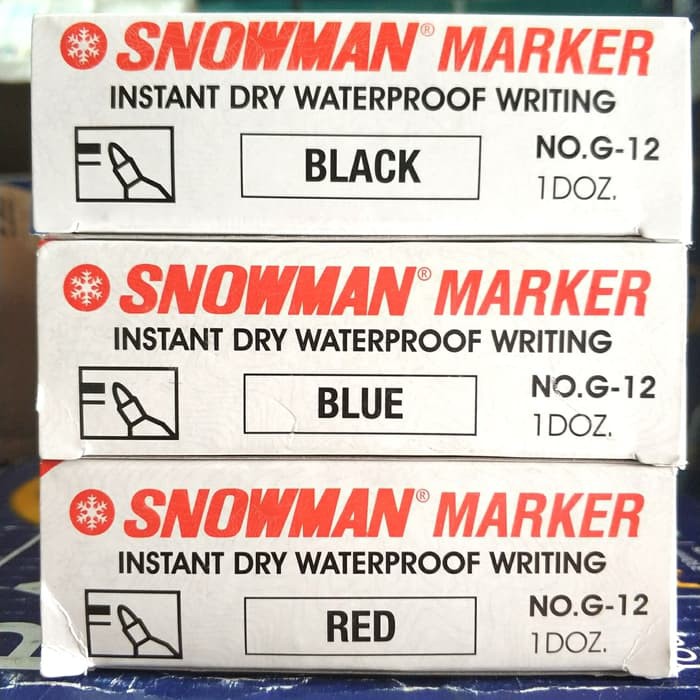 SNOWMAN® MARKER
INSTANT DRY WATERPROOF WRITING
BLACK
NO.G-12
1DOZ.
SNOWMAN® MARKER
INSTANT DRY WATERPROOF WRITING
BLUE
NO.G-12
1DOZ.
SNOWMAN® MARKER
INSTANT DRY WATERPROOF WRITING
RED
NO.G-12
1DOZ.